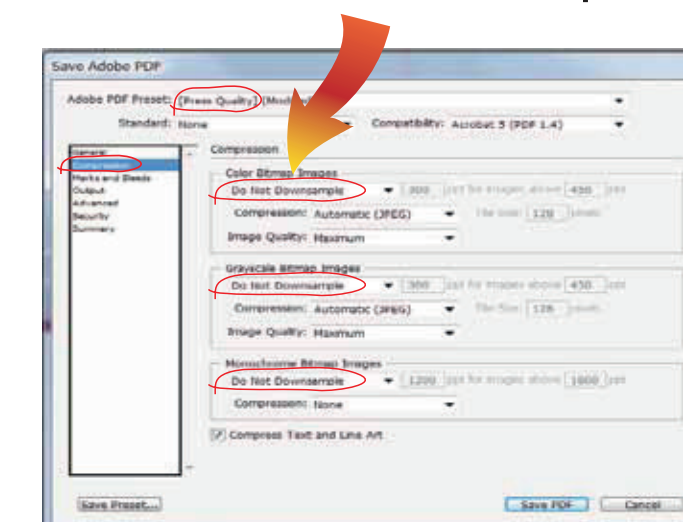 Save Adobe PDF
Adobe PDF Preset: [Press Quality]
Standard: None Compatibility: Acrobat 5 (PDF 1.4)
General
Compression
Marks and Bleeds
Output
Advanced
Security
Summary
Compression
Color Bitmap Images
Do Not Downsample 300 ppi for images above 450 ppi
Compression: Automatic (JPEG) Tile Size: 128 pixels
Image Quality: Maximum
Grayscale Bitmap Images
Do Not Downsample 300 ppi for images above 450 ppi
Compression: Automatic (JPEG) Tile Size: 128 pixels
Image Quality: Maximum
Monochrome Bitmap Images
Do Not Downsample 1200 ppi for images above 1800 ppi
Compression: None
Compress Text and Line Art
Save Preset... Save PDF Cancel